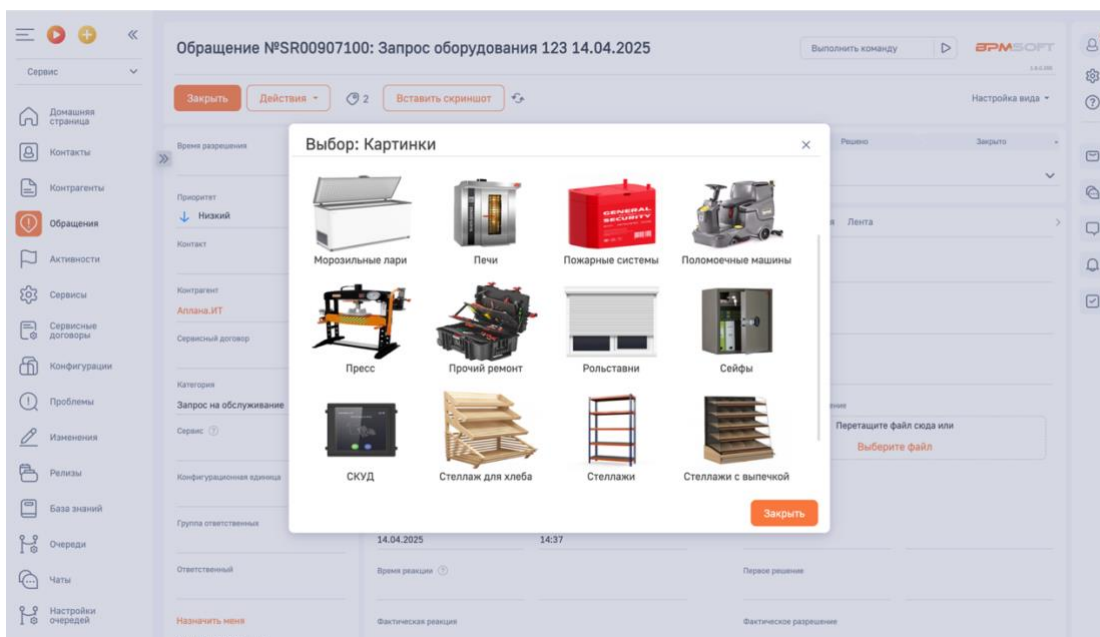 Обращение №SR00907100: Запрос оборудования 123 14.04.2025
Выполнить команду
BPMSOFT
Сервис
Закрыть
Действия
2
Вставить скриншот
Настройка вида
Домашняя
страница
Контакты
Контрагенты
Обращения
Активности
Сервисы
Сервисные
договоры
Конфигурации
Проблемы
Изменения
Релизы
База знаний
Очереди
Чаты
Настройки
очередей
Время разрешения
Приоритет
Низкий
Контакт
Контрагент
Аплана.ИТ
Сервисный договор
Категория
Запрос на обслуживание
Сервис
Конфигурационная единица
Группа ответственных
Ответственный
Назначить меня
Выбор: Картинки
Морозильные лари
Печи
GENERAL
SECURITY
Пожарные системы
Поломоечные машины
Пресс
Прочий ремонт
Рольставни
Сейфы
СКУД
Стеллаж для хлеба
Стеллажи
Стеллажи с выпечкой
Закрыть
Решено
Закрыто
Лента
Перетащите файл сюда или
Выберите файл
14.04.2025
14:37
Время реакции
Первое решение
Фактическая реакция
Фактическое разрешение